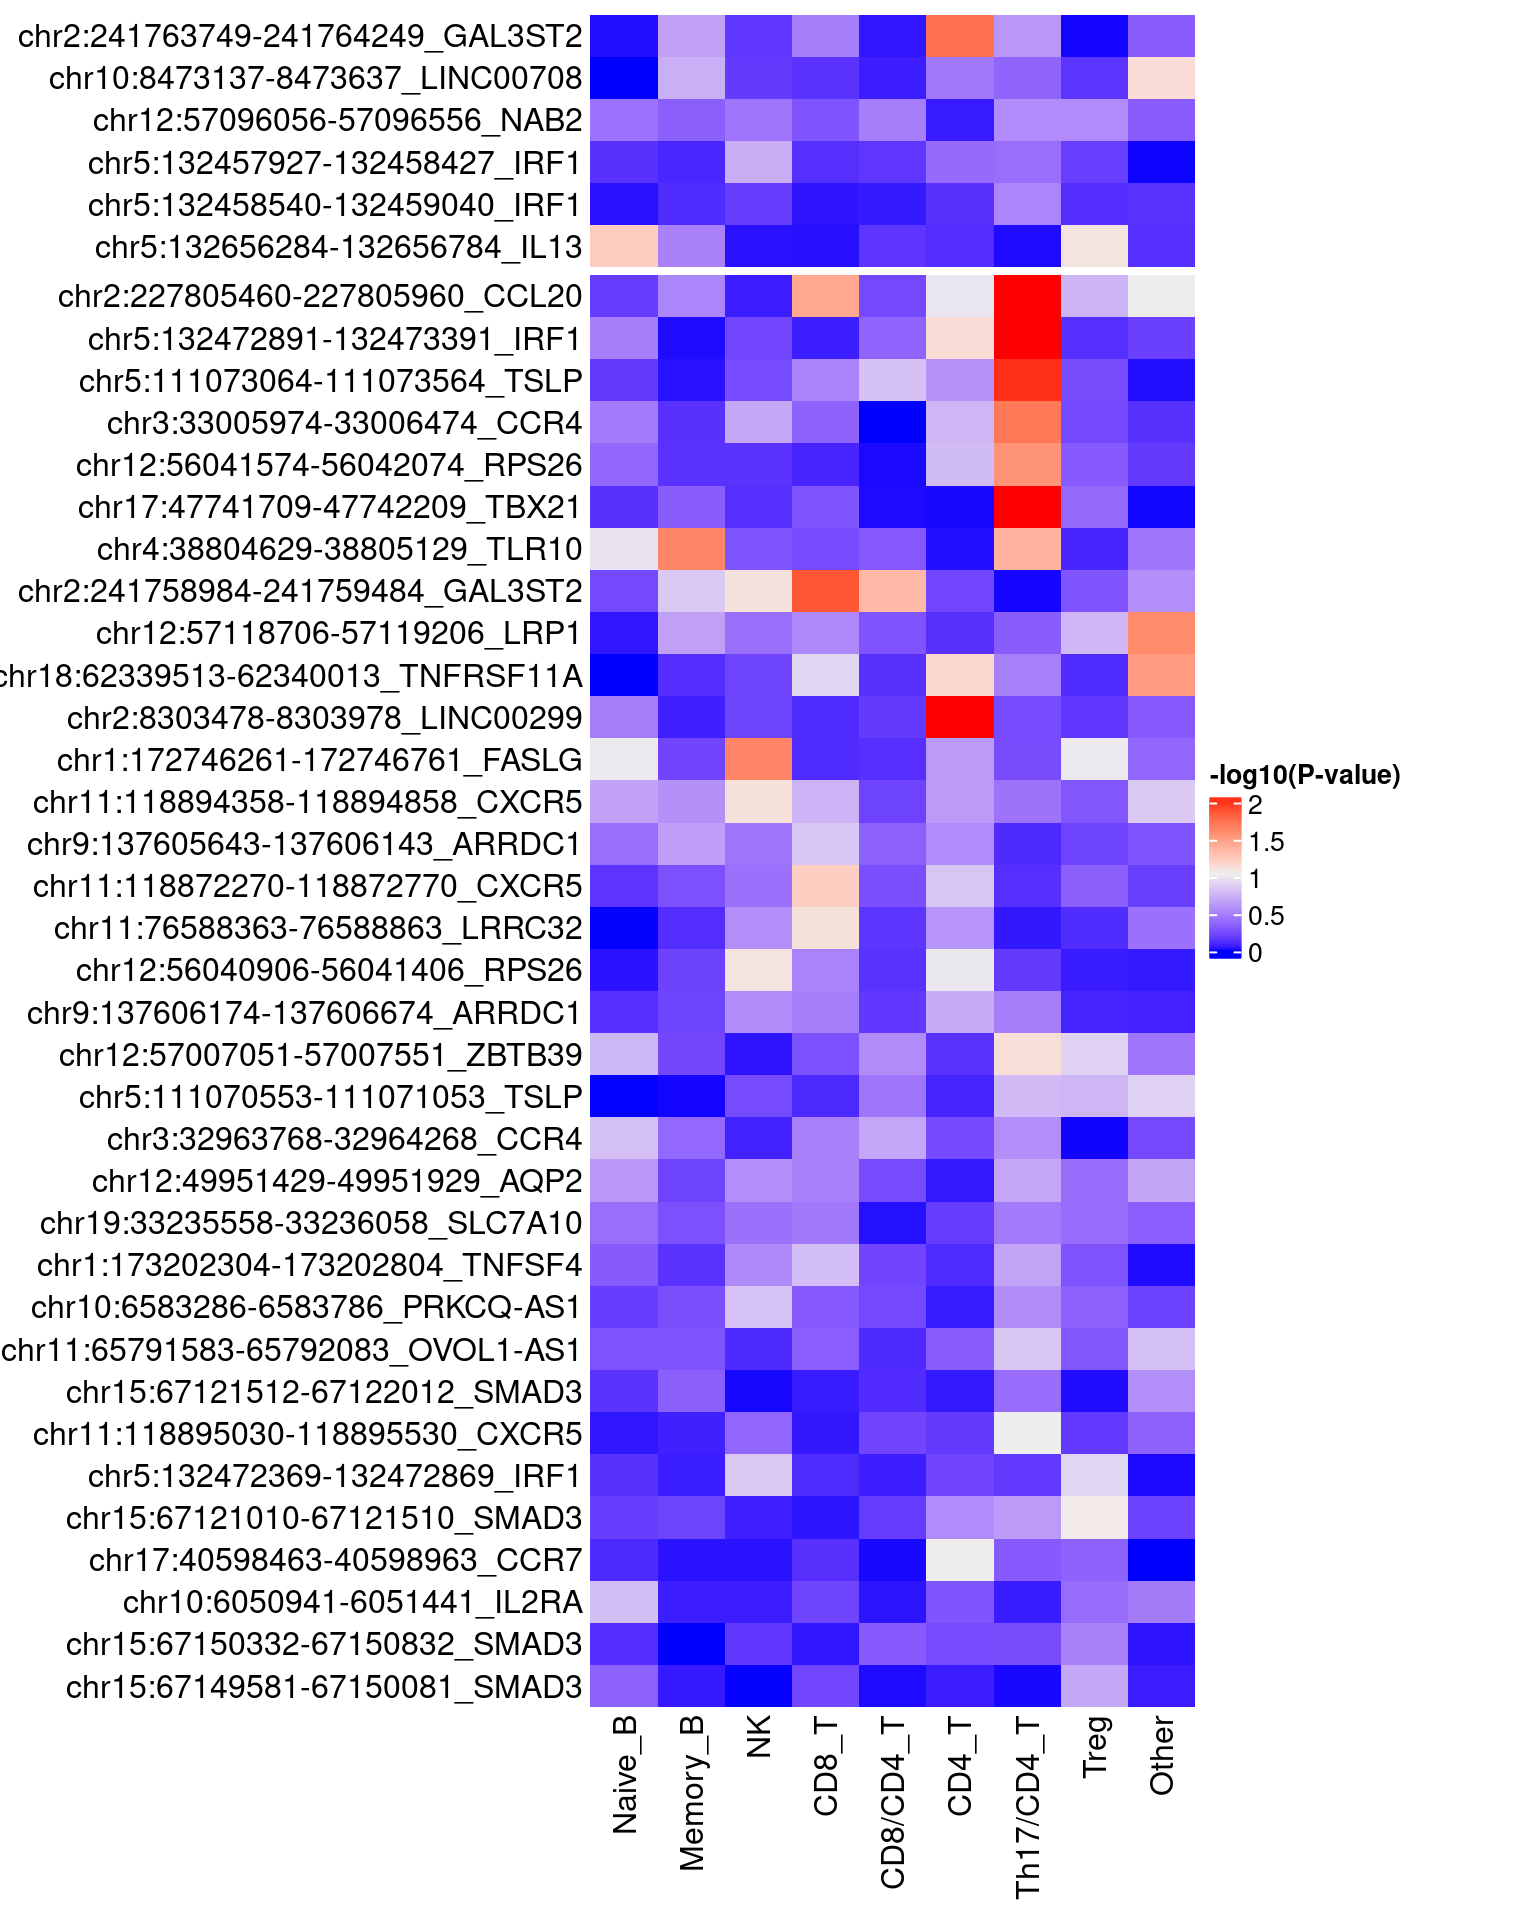 chr2:241763749-241764249_GAL3ST2
chr10:8473137-8473637_LINC00708
chr12:57096056-57096556_NAB2
chr5:132457927-132458427_IRF1
chr5:132458540-132459040_IRF1
chr5:132656284-132656784_IL13
chr2:227805460-227805960_CCL20
chr5:132472891-132473391_IRF1
chr5:111073064-111073564_TSLP
chr3:33005974-33006474_CCR4
chr12:56041574-56042074_RPS26
chr17:47741709-47742209_TBX21
chr4:38804629-38805129_TLR10
chr2:241758984-241759484_GAL3ST2
chr12:57118706-57119206_LRP1
chr18:62339513-62340013_TNFRSF11A
chr2:8303478-8303978_LINC00299
chr1:172746261-172746761_FASLG
chr11:118894358-118894858_CXCR5
chr9:137605643-137606143_ARRDC1
chr11:118872270-118872770_CXCR5
chr11:76588363-76588863_LRRC32
chr12:56040906-56041406_RPS26
chr9:137606174-137606674_ARRDC1
chr12:57007051-57007551_ZBTB39
chr5:111070553-111071053_TSLP
chr3:32963768-32964268_CCR4
chr12:49951429-49951929_AQP2
chr19:33235558-33236058_SLC7A10
chr1:173202304-173202804_TNFSF4
chr10:6583286-6583786_PRKCQ-AS1
chr11:65791583-65792083_OVOL1-AS1
chr15:67121512-67122012_SMAD3
chr11:118895030-118895530_CXCR5
chr5:132472369-132472869_IRF1
chr15:67121010-67121510_SMAD3
chr17:40598463-40598963_CCR7
chr10:6050941-6051441_IL2RA
chr15:67150332-67150832_SMAD3
chr15:67149581-67150081_SMAD3
Naive_B
Memory_B
NK
CD8_T
CD8/CD4_T
CD4_T
Th17/CD4_T
Treg
Other
-log10(P-value)
2
1.5
1
0.5
0